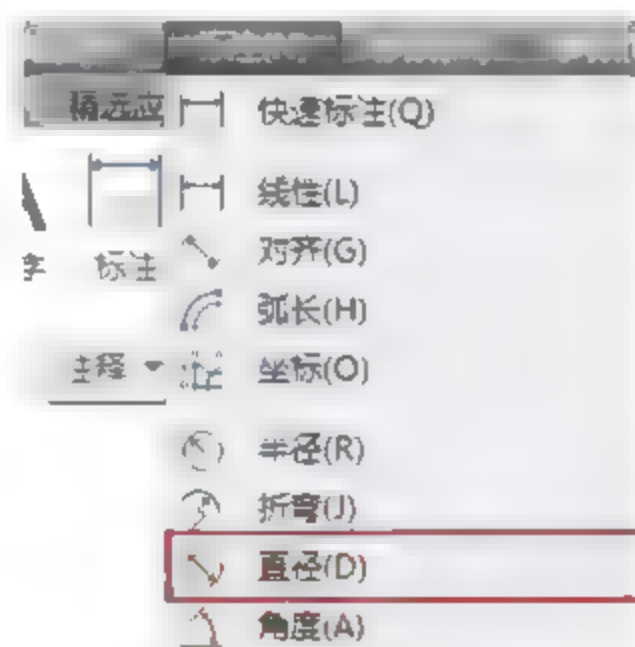 快速标注(Q)
线性(L)
标注
对齐(G)
弧长(H)
注释
坐标(O)
半径(R)
折弯(J)
直径(D)
角度(A)